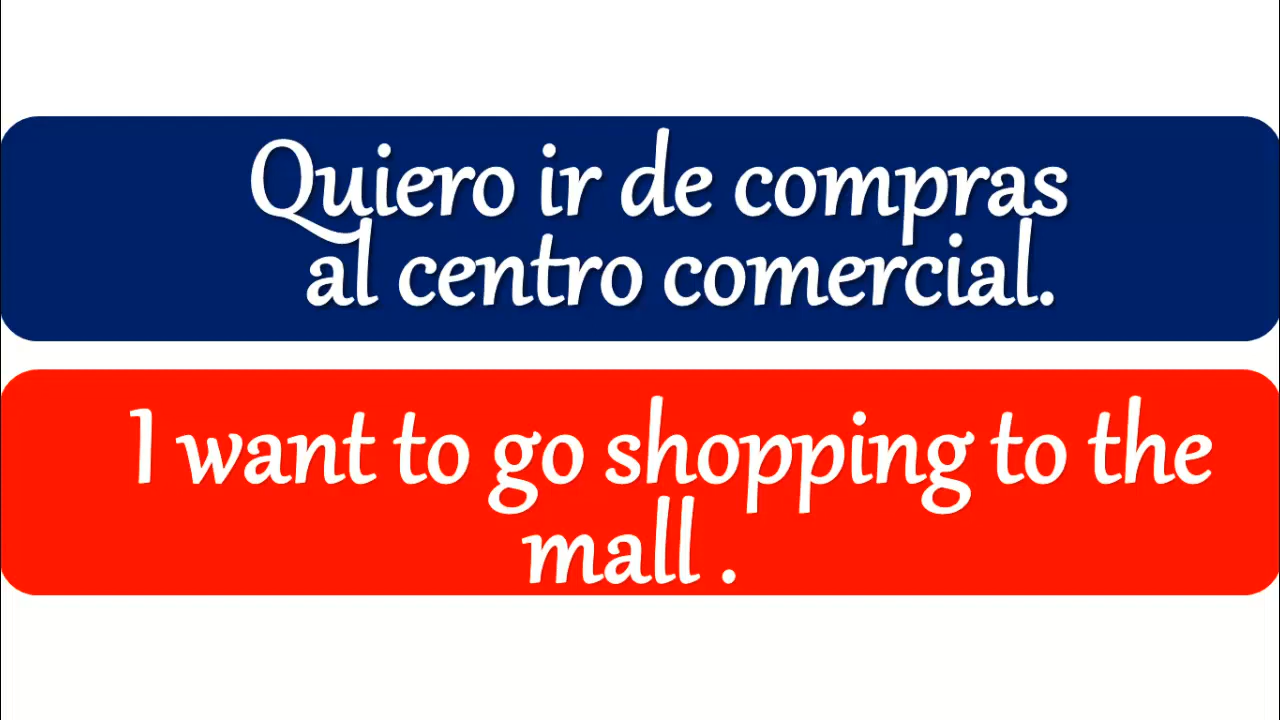 Quiero ir de compras
al centro comercial.
I want to go shopping to the
mall .